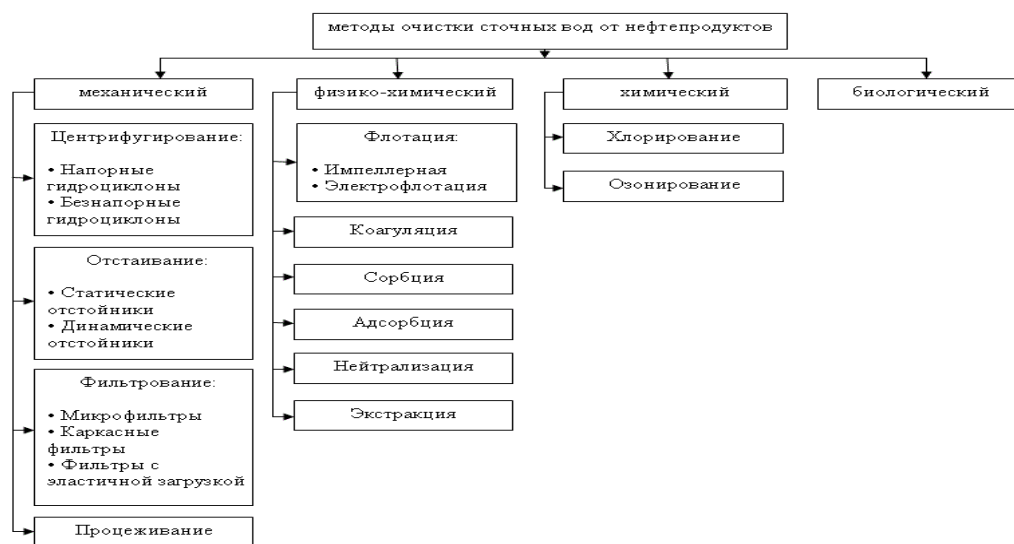 методы очистки сточных вод от нефтепродуктов
механический
Центрифугирование:
• Напорные
гидроциклоны
• Безнапорные
гидроциклоны
Отстаивание:
• Статические
отстойники
• Динамические
отстойники
Фильтрование:
• Микрофильтры
• Каркасные
фильтры
• Фильтры с
эластичной загрузкой
Процеживание
физико-химический
Флотация:
• Импеллерная
• Электрофлотация
Коагуляция
Сорбция
Адсорбция
Нейтрализация
Экстракция
химический
Хлорирование
Озонирование
биологический